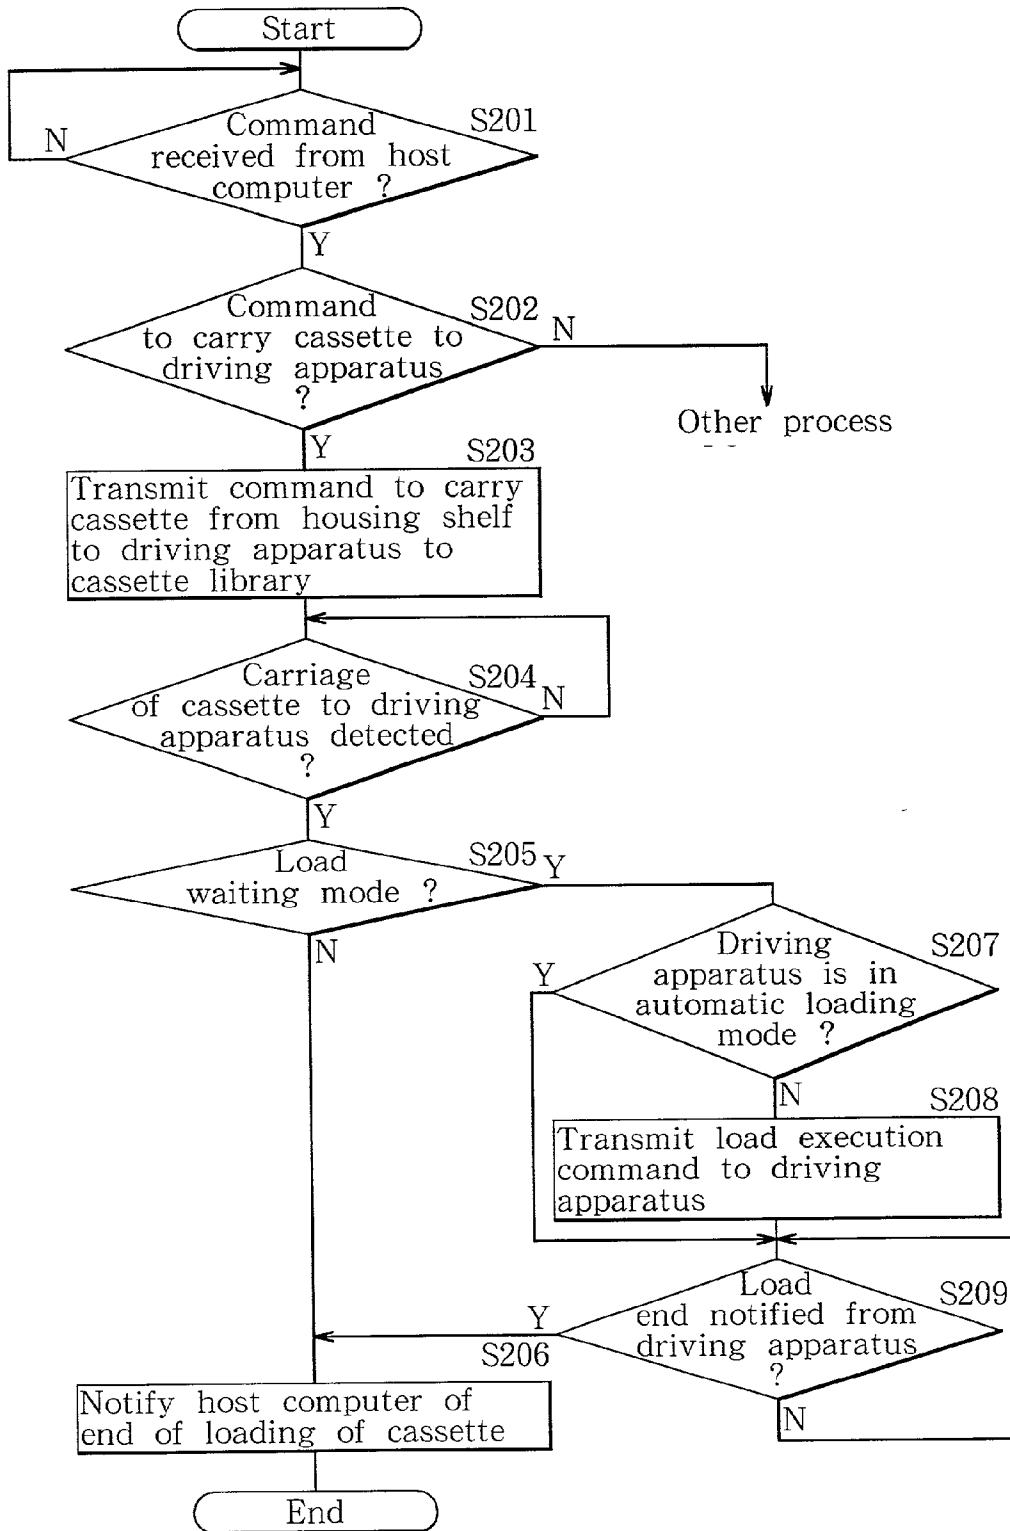 Start
Command
received from host
computer ?
S201
N
Y
Command
to carry cassette to
driving apparatus
?
S202
N
Y
Other process
S203
Transmit command to carry
cassette from housing shelf
to driving apparatus to
cassette library
Carriage
of cassette to driving
apparatus detected
?
S204
N
Y
Load
waiting mode ?
S205
Y
N
Driving
apparatus is in
automatic loading
mode ?
S207
Y
N
S208
Transmit load execution
command to driving
apparatus
Load
end notified from
driving apparatus
?
S209
Y
N
S206
Notify host computer of
end of loading of cassette
End